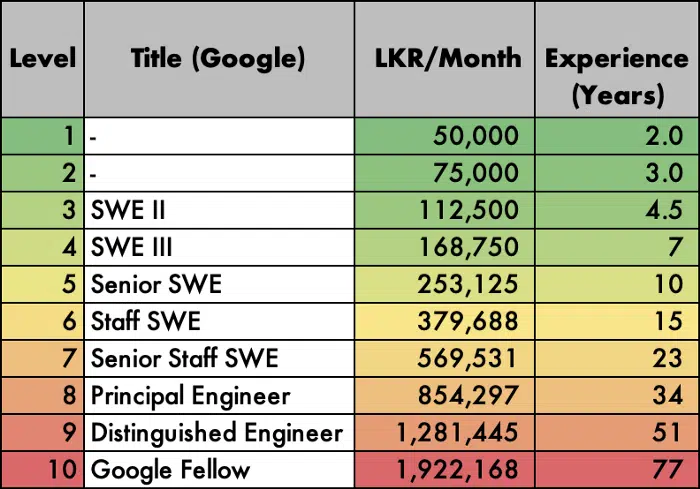 Level Title (Google) LKR/Month Experience (Years)
1 - 50,000 2.0
2 - 75,000 3.0
3 SWE II 112,500 4.5
4 SWE III 168,750 7
5 Senior SWE 253,125 10
6 Staff SWE 379,688 15
7 Senior Staff SWE 569,531 23
8 Principal Engineer 854,297 34
9 Distinguished Engineer 1,281,445 51
10 Google Fellow 1,922,168 77